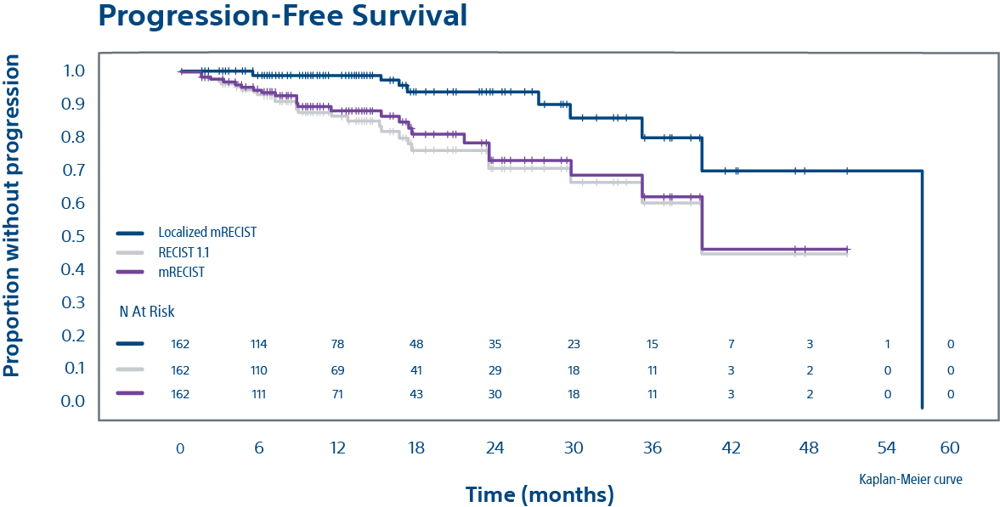 Progression-Free Survival
Proportion without progression
1.0
0.9
0.8
0.7
0.6
0.5
0.4
0.3
0.2
0.1
0.0
Localized mRECIST
RECIST 1.1
mRECIST
N At Risk
162 114 78 48 35 23 15 7 3 1 0
162 110 69 41 29 18 11 3 2 0 0
162 111 71 43 30 18 11 3 2 0 0
0 6 12 18 24 30 36 42 48 54 60
Kaplan-Meier curve
Time (months)